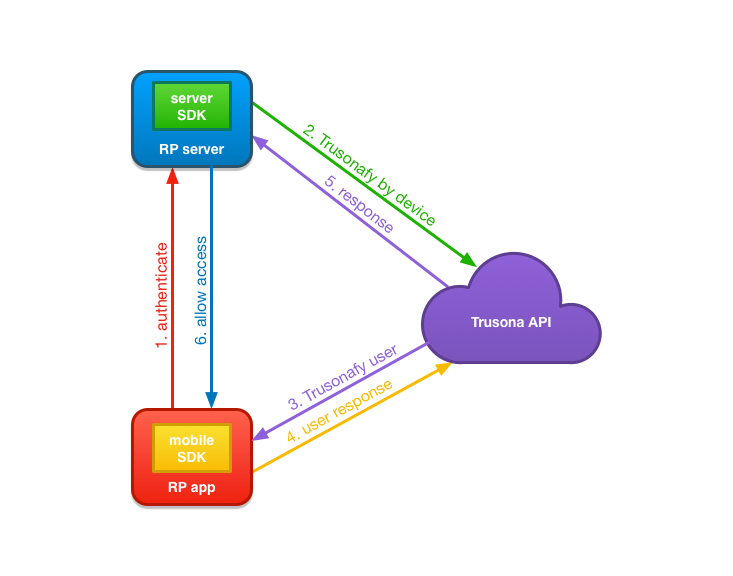 server
SDK
RP server
2. Trusonafy by device
5. response
1. authenticate
6. allow access
Trusona API
3. Trusonafy user
4. user response
mobile
SDK
RP app